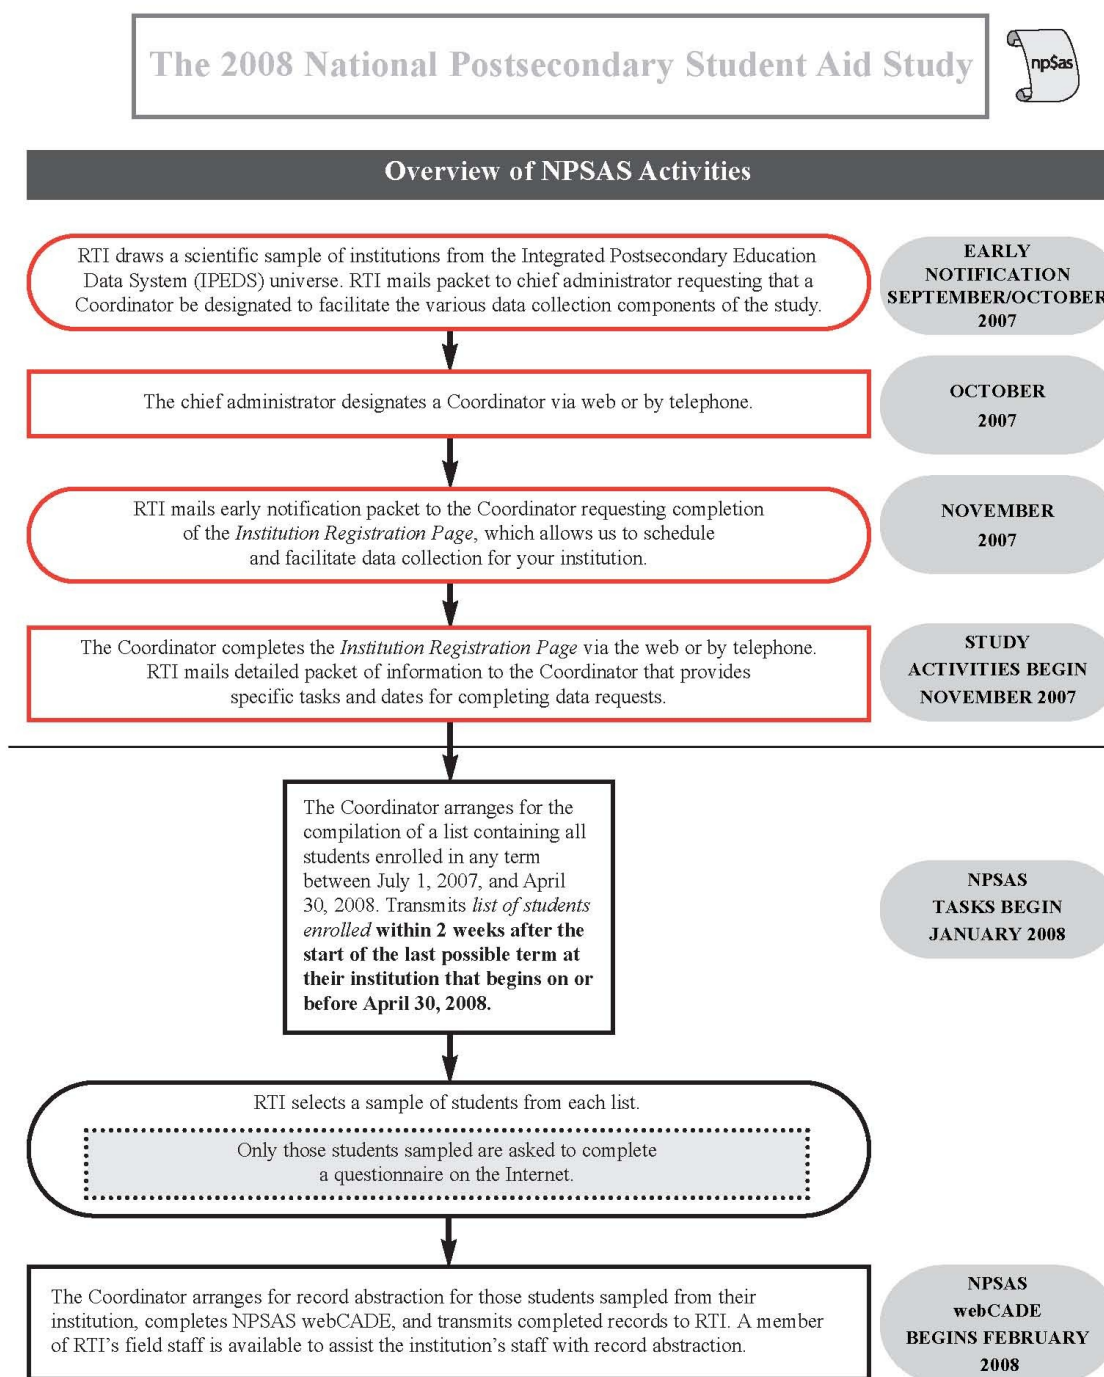 The 2008 National Postsecondary Student Aid Study
np$as
Overview of NPSAS Activities
RTI draws a scientific sample of institutions from the Integrated Postsecondary Education
Data System (IPEDS) universe. RTI mails packet to chief administrator requesting that a
Coordinator be designated to facilitate the various data collection components of the study.
EARLY
NOTIFICATION
SEPTEMBER/OCTOBER
2007
The chief administrator designates a Coordinator via web or by telephone.
OCTOBER
2007
RTI mails early notification packet to the Coordinator requesting completion
of the Institution Registration Page, which allows us to schedule
and facilitate data collection for your institution.
NOVEMBER
2007
The Coordinator completes the Institution Registration Page via the web or by telephone.
RTI mails detailed packet of information to the Coordinator that provides
specific tasks and dates for completing data requests.
STUDY
ACTIVITIES BEGIN
NOVEMBER 2007
The Coordinator arranges for the
compilation of a list containing all
students enrolled in any term
between July 1, 2007, and April
30, 2008. Transmits list of students
enrolled within 2 weeks after the
start of the last possible term at
their institution that begins on or
before April 30, 2008.
NPSAS
TASKS BEGIN
JANUARY 2008
RTI selects a sample of students from each list.
Only those students sampled are asked to complete
a questionnaire on the Internet.
The Coordinator arranges for record abstraction for those students sampled from their
institution, completes NPSAS webCADE, and transmits completed records to RTI. A member
of RTI's field staff is available to assist the institution's staff with record abstraction.
NPSAS
webCADE
BEGINS FEBRUARY
2008